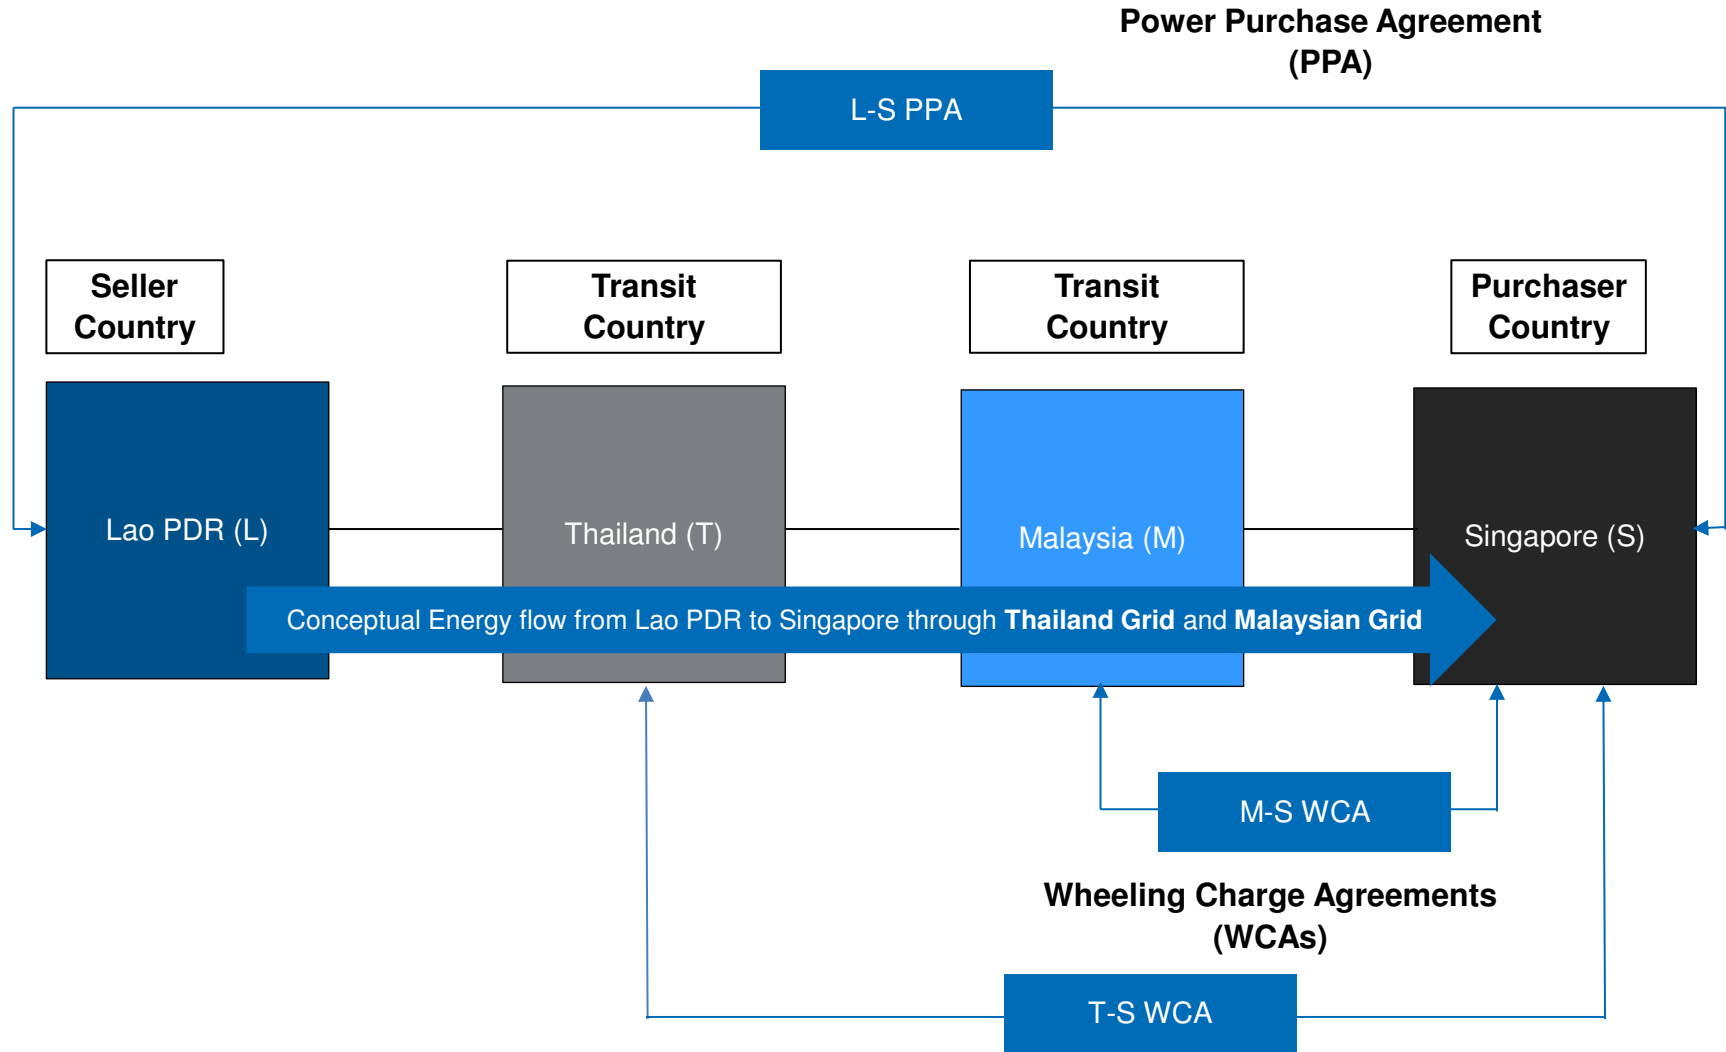 Power Purchase Agreement
(PPA)
L-S PPA
Seller
Country
Transit
Country
Transit
Country
Purchaser
Country
Lao PDR (L)
Thailand (T)
Malaysia (M)
Singapore (S)
Conceptual Energy flow from Lao PDR to Singapore through Thailand Grid and Malaysian Grid
M-S WCA
Wheeling Charge Agreements
(WCAs)
T-S WCA